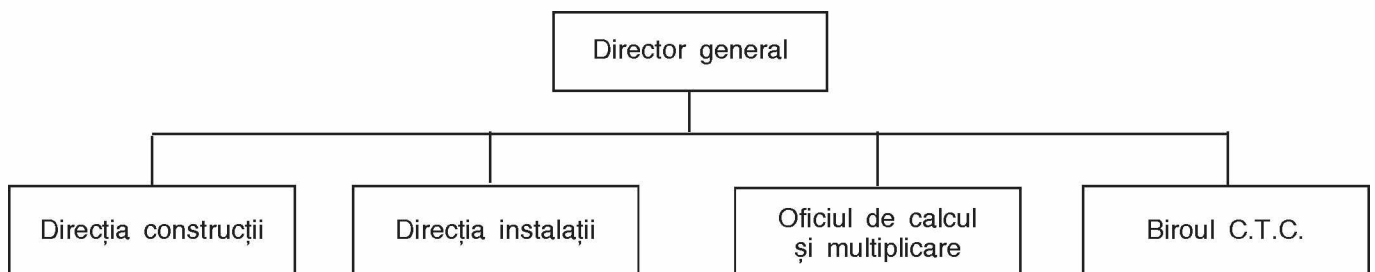 Director general
Direcția construcții
Direcția instalații
Oficiul de calcul
și multiplicare
Biroul C.T.C.